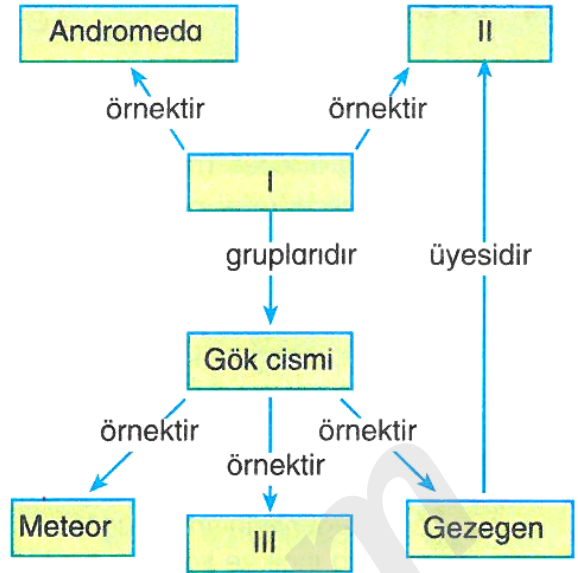 Andromeda
II
örnektir
örnektir
I
gruplarıdır
üyesidir
Gök cismi
örnektir
örnektir
örnektir
Meteor
III
Gezegen